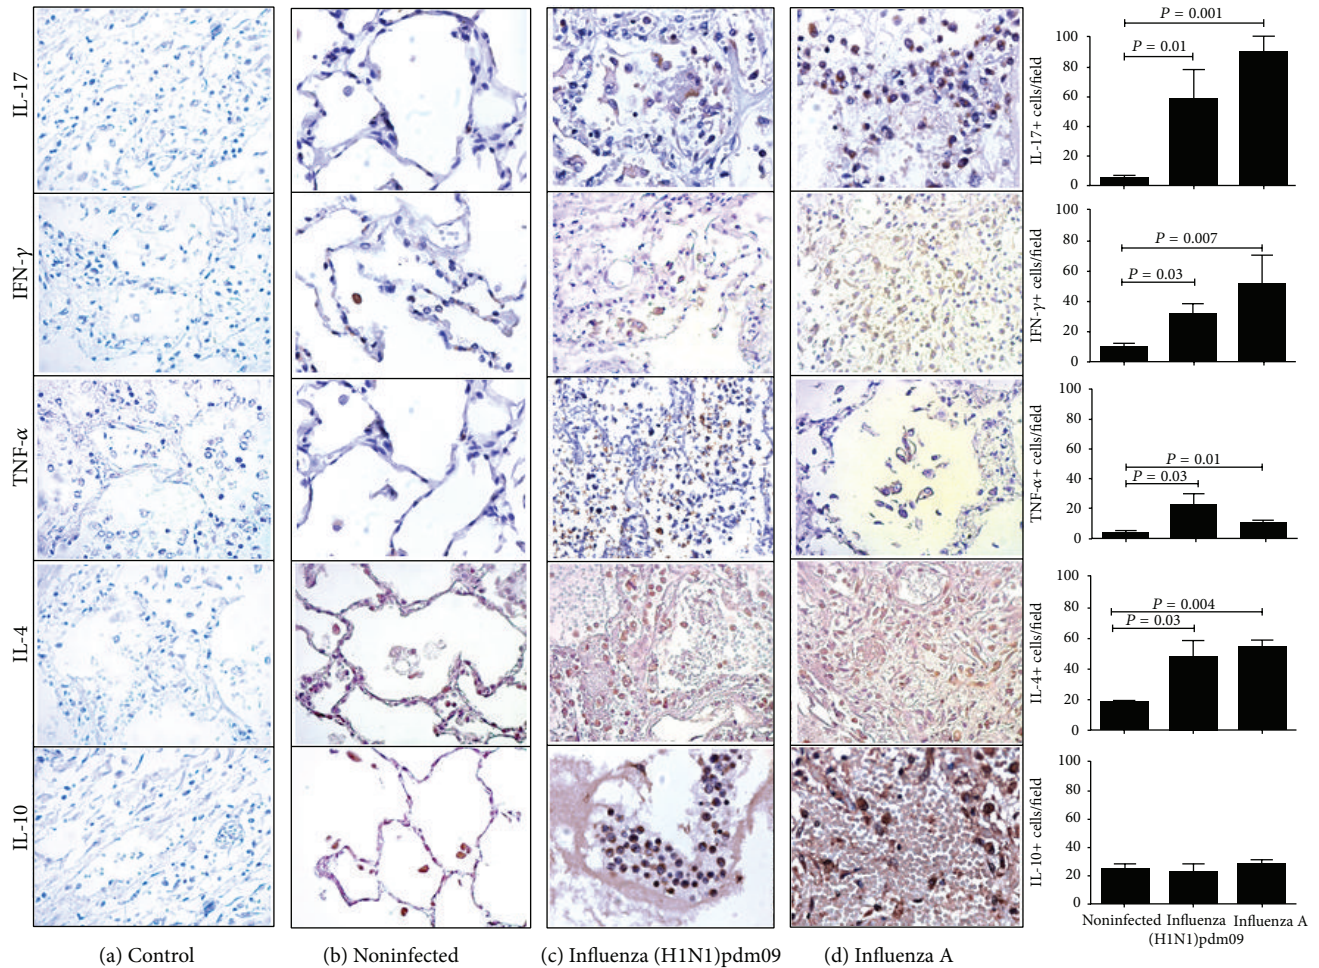 IL-17
P = 0.001
P = 0.01
IL-17+ cells/field
100
80
60
40
20
0
IFN-γ
P = 0.007
P = 0.03
IFN-γ+ cells/field
100
80
60
40
20
0
TNF-α
P = 0.01
P = 0.03
TNF-α+ cells/field
100
80
60
40
20
0
IL-4
P = 0.004
P = 0.03
IL-4+ cells/field
100
80
60
40
20
0
IL-10
IL-10+ cells/field
100
80
60
40
20
0
Noninfected Influenza Influenza A
(H1N1)pdm09
(a) Control
(b) Noninfected
(c) Influenza (H1N1)pdm09
(d) Influenza A